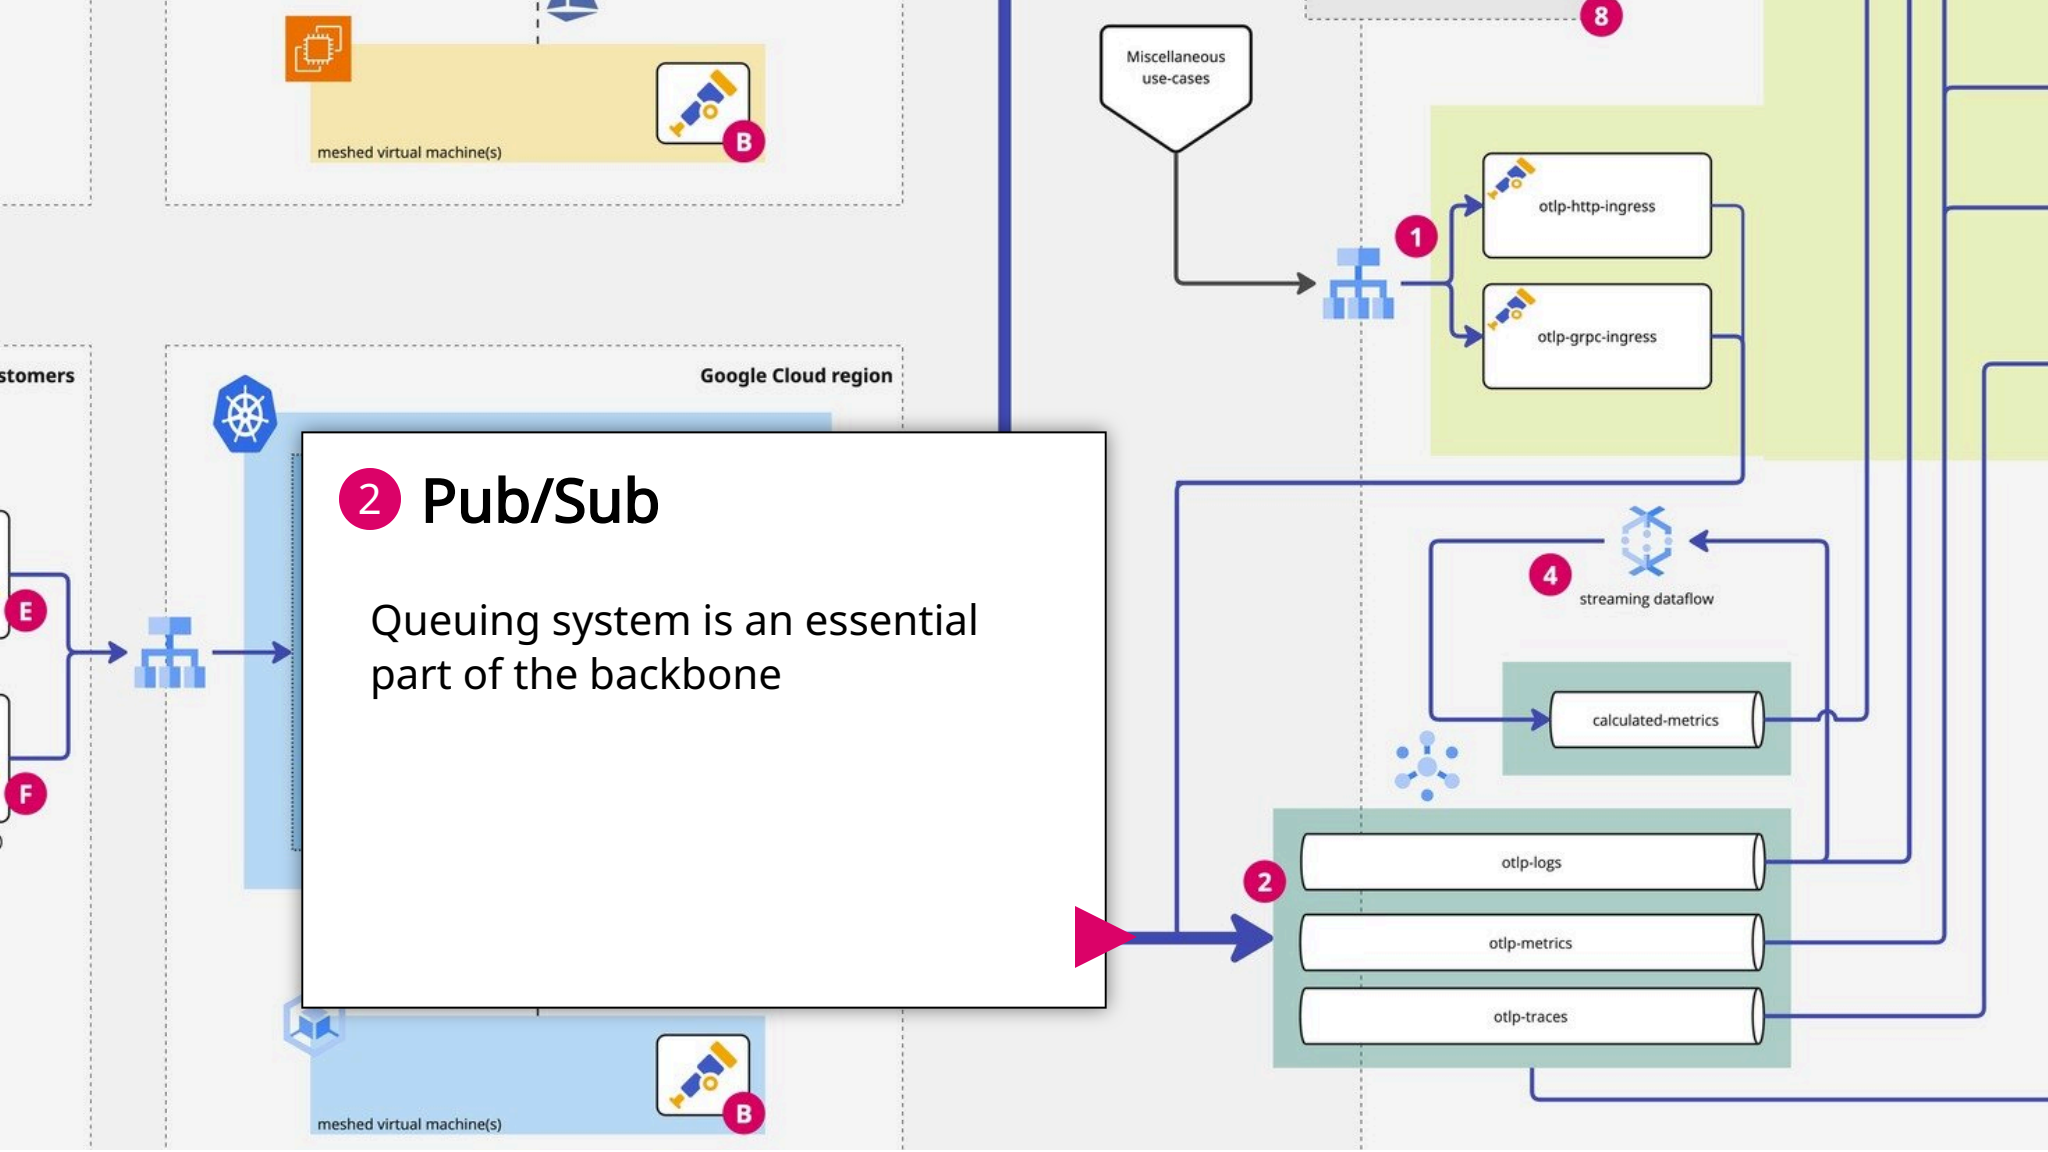 8
Miscellaneous
use-cases
B
meshed virtual machine(s)
otlp-http-ingress
1
otlp-grpc-ingress
stomers
Google Cloud region
2 Pub/Sub
Queuing system is an essential
part of the backbone
4
streaming dataflow
E
calculated-metrics
F
2
otlp-logs
otlp-metrics
otlp-traces
B
meshed virtual machine(s)